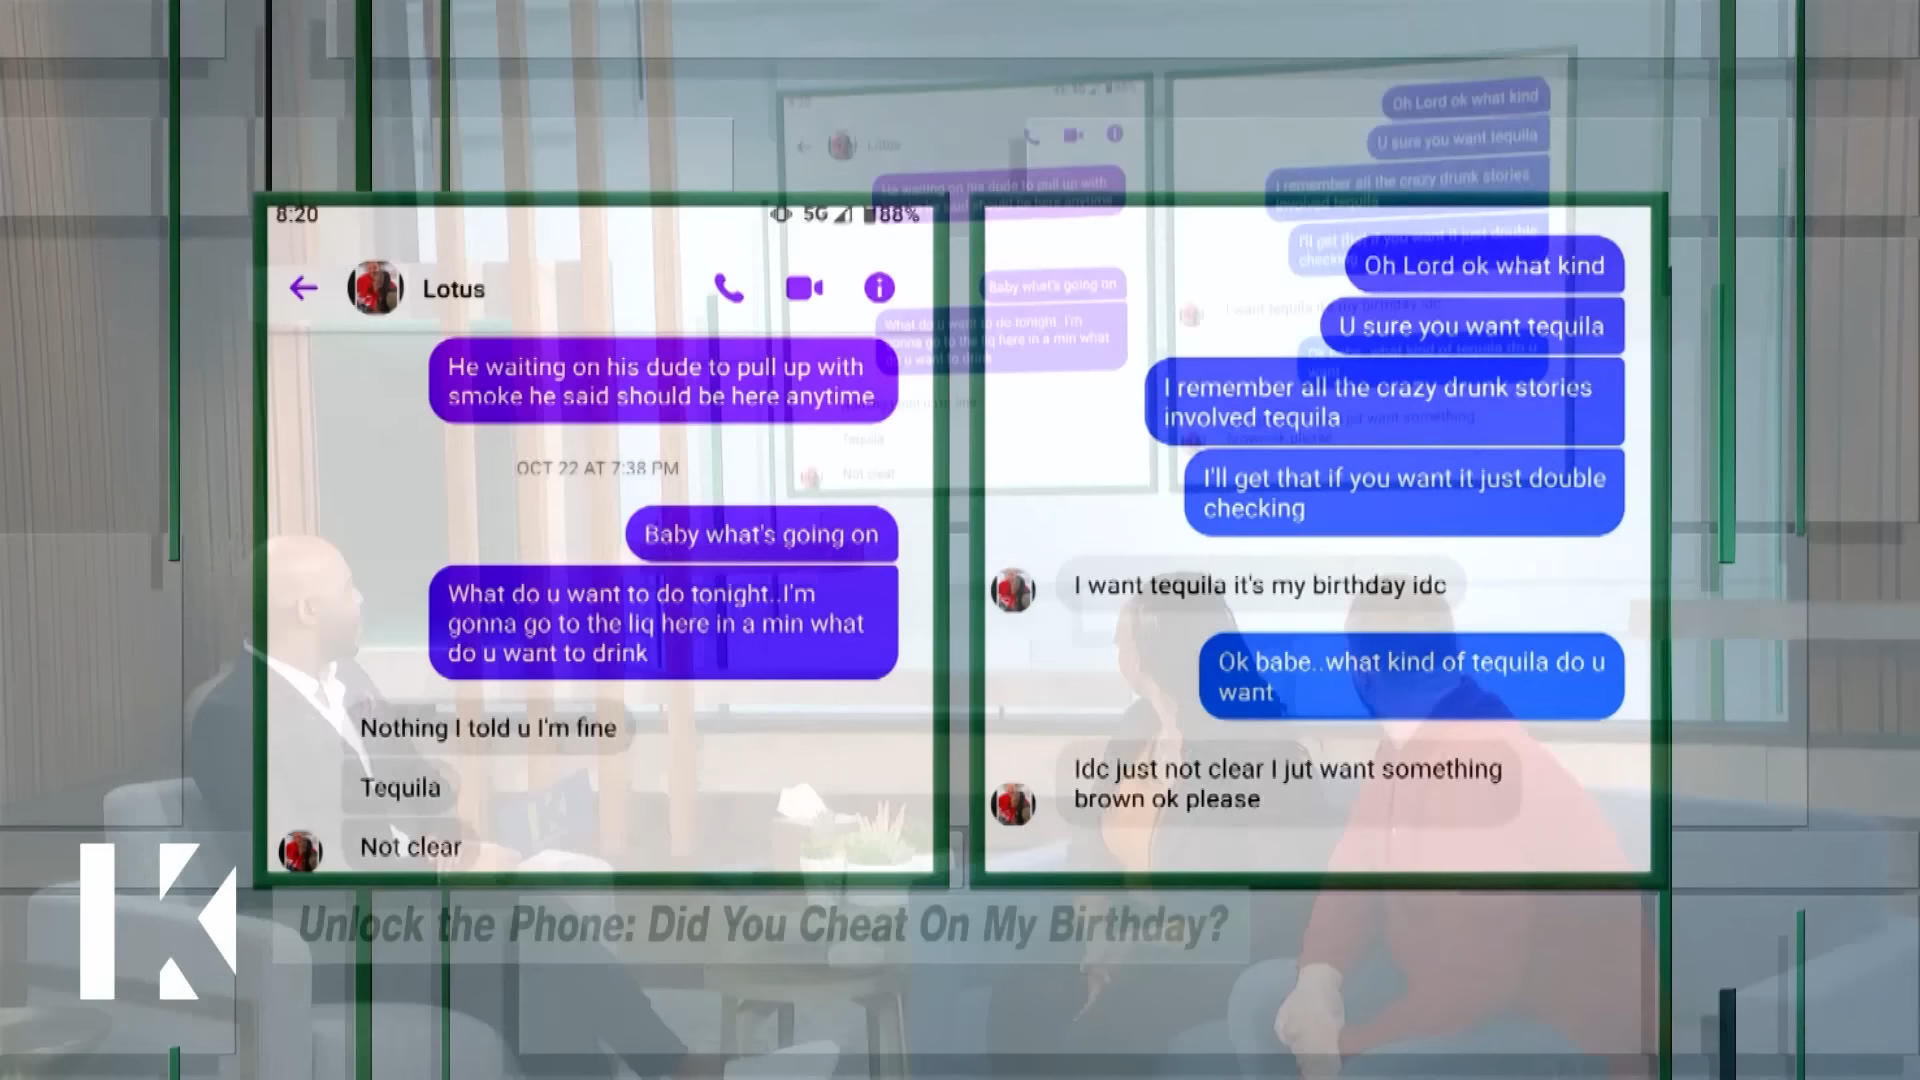 8:20
5G
88%
Lotus
He waiting on his dude to pull up with
smoke he said should be here anytime
OCT 22 AT 7:38 PM
Baby what's going on
What do u want to do tonight..I'm
gonna go to the liq here in a min what
do u want to drink
Nothing I told u I'm fine
Tequila
Not clear
Oh Lord ok what kind
U sure you want tequila
I remember all the crazy drunk stories
involved tequila
I'll get that if you want it just double
checking
I want tequila it's my birthday idc
Ok babe..what kind of tequila do u
want
Idc just not clear I jut want something
brown ok please
K
Unlock the Phone: Did You Cheat On My Birthday?